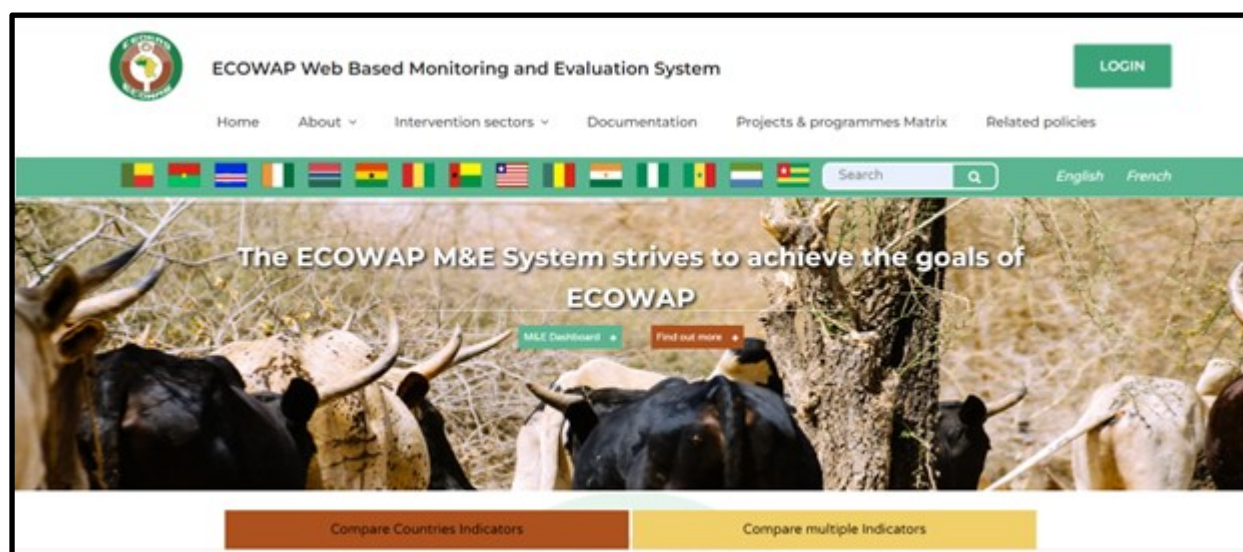 ECOWAS
ECOWAP Web Based Monitoring and Evaluation System
LOGIN
Home About Intervention sectors Documentation Projects & programmes Matrix Related policies
Search English French
The ECOWAP M&E System strives to achieve the goals of
ECOWAP
M&E Dashboard + Find out more +
Compare Countries Indicators Compare multiple Indicators